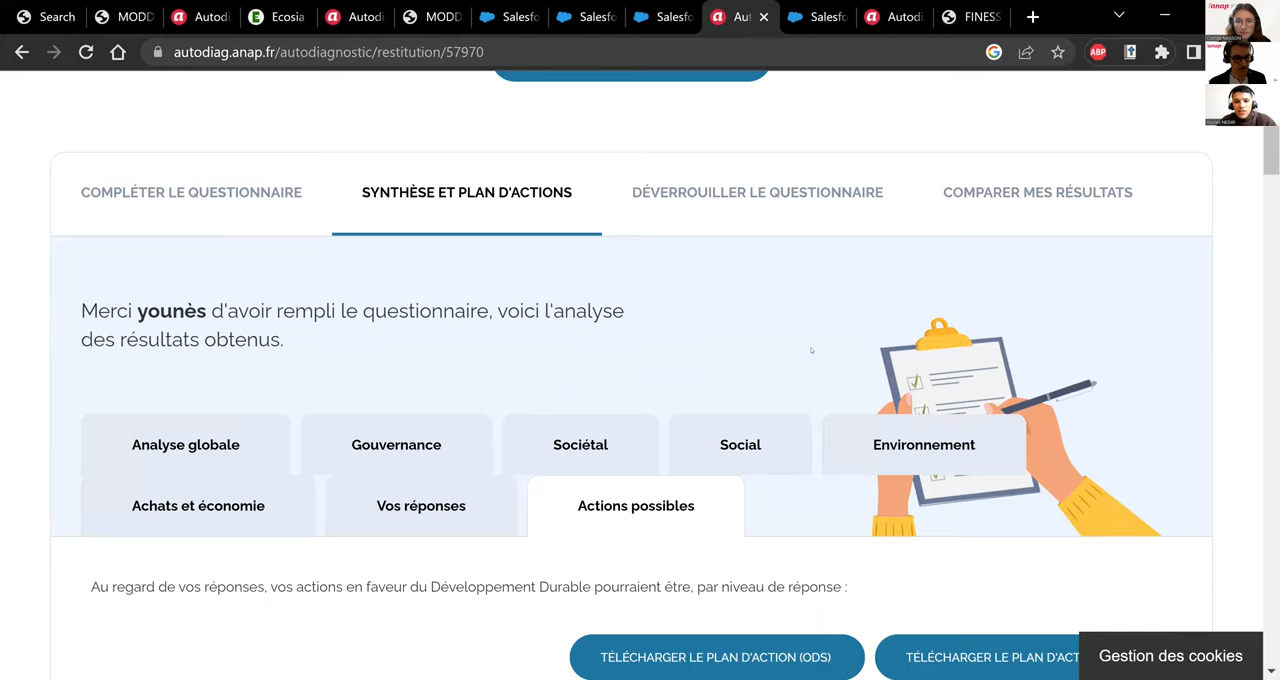 Search
MODD
Autodi
Ecosia
Autodi
MODD
Salesfo
Salesfo
Salesfo
Aut
Salesfo
Autodi
FINESS
autodiag.anap.fr/autodiagnostic/restitution/57970
ABP
COMPLÉTER LE QUESTIONNAIRE
SYNTHÈSE ET PLAN D'ACTIONS
DÉVERROUILLER LE QUESTIONNAIRE
COMPARER MES RÉSULTATS
Merci younès d'avoir rempli le questionnaire, voici l'analyse
des résultats obtenus.
Analyse globale
Gouvernance
Sociétal
Social
Environnement
Achats et économie
Vos réponses
Actions possibles
Au regard de vos réponses, vos actions en faveur du Développement Durable pourraient être, par niveau de réponse :
TÉLÉCHARGER LE PLAN D'ACTION (ODS)
TÉLÉCHARGER LE PLAN D'ACT
Gestion des cookies